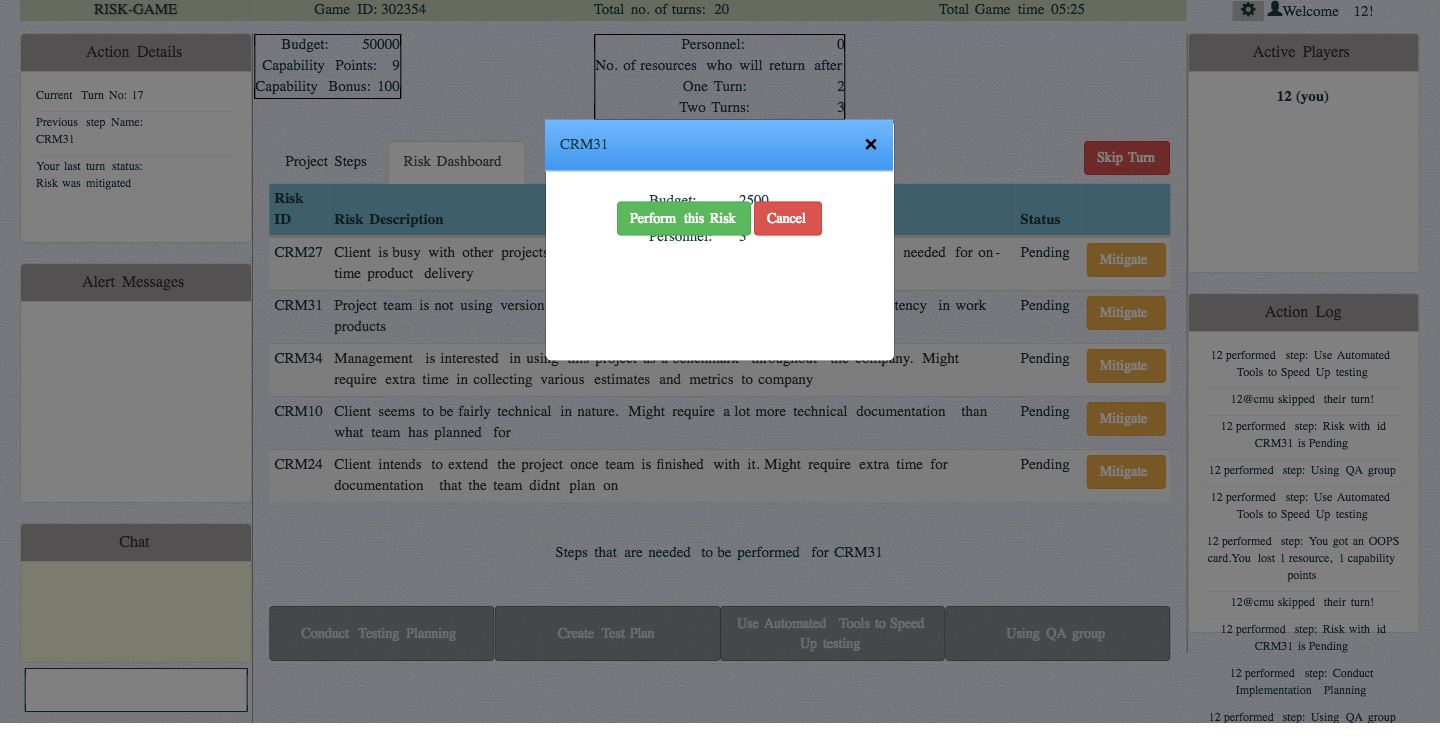 RISK-GAME
Game ID: 302354
Total no. of turns: 20
Total Game time 05:25
Welcome 12!
Action Details
Current Turn No: 17
Previous step Name:
CRM31
Your last turn status:
Risk was mitigated
Alert Messages
Chat
Budget: 50000
Capability Points: 9
Capability Bonus: 100
Personnel: 0
No. of resources who will return after
One Turn: 2
Two Turns: 3
Project Steps
Risk Dashboard
Skip Turn
Risk
ID
Risk Description
Status
CRM27 Client is busy with other projects needed for on- Pending Mitigate
time product delivery
CRM31 Project team is not using version in work Pending Mitigate
products
CRM34 Management is interested in using this project as a benchmark throughout the company. Might Pending Mitigate
require extra time in collecting various estimates and metrics to company
CRM10 Client seems to be fairly technical in nature. Might require a lot more technical documentation than Pending Mitigate
what team has planned for
CRM24 Client intends to extend the project once team is finished with it. Might require extra time for Pending Mitigate
documentation that the team didnt plan on
Steps that are needed to be performed for CRM31
Conduct Testing Planning
Create Test Plan
Use Automated Tools to Speed
Up testing
Using QA group
CRM31 ×
Budget: 2500
Perform this Risk Cancel
Personnel: 3
Active Players
12 (you)
Action Log
12 performed step: Use Automated
Tools to Speed Up testing
12@cmu skipped their turn!
12 performed step: Risk with id
CRM31 is Pending
12 performed step: Using QA group
12 performed step: Use Automated
Tools to Speed Up testing
12 performed step: You got an OOPS
card.You lost 1 resource, 1 capability
points
12@cmu skipped their turn!
12 performed step: Risk with id
CRM31 is Pending
12 performed step: Conduct
Implementation Planning
12 performed step: Using QA group